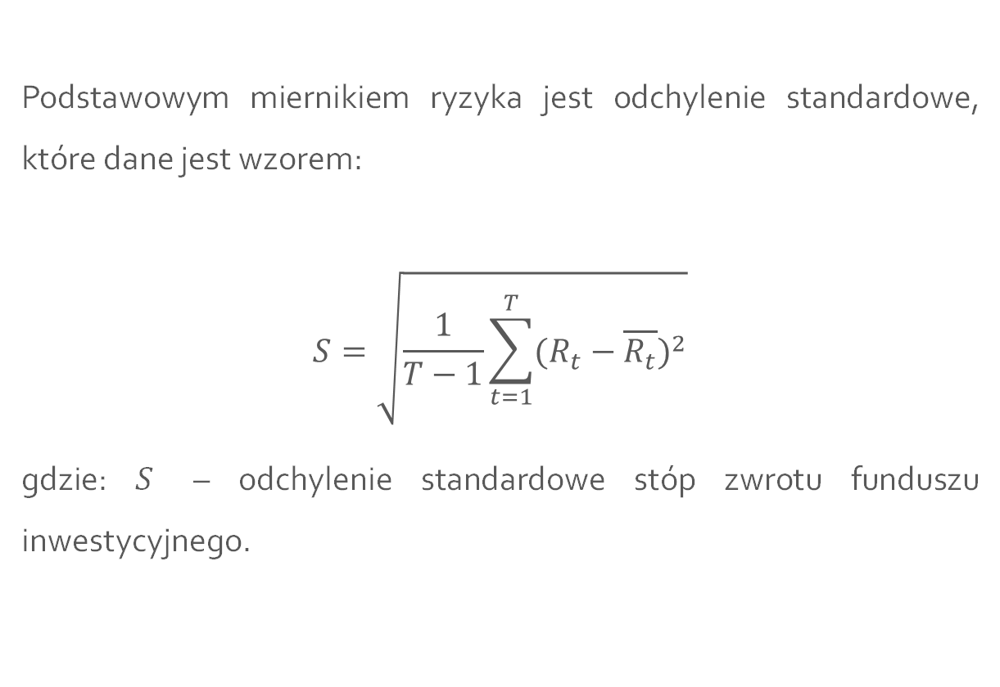 Podstawowym miernikiem ryzyka jest odchylenie standardowe,
które dane jest wzorem:
$S = \sqrt{\frac{1}{T-1}\sum_{t=1}^{T}(R_t - \overline{R_t})^2}$
gdzie: $S$ – odchylenie standardowe stóp zwrotu funduszu
inwestycyjnego.